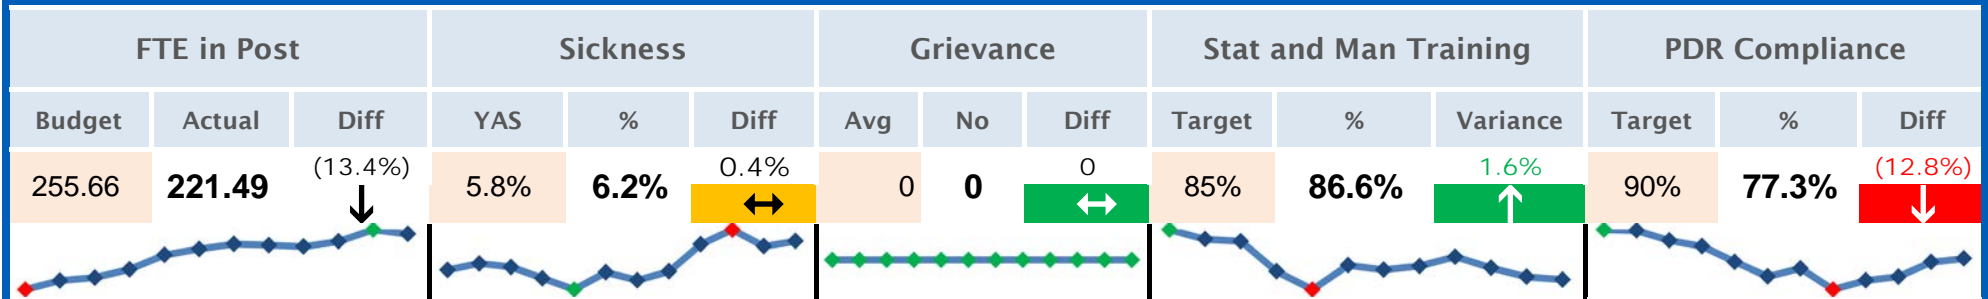 FTE in Post Sickness Grievance Stat and Man Training PDR Compliance
Budget Actual Diff YAS % Diff Avg No Diff Target % Variance Target % Diff
255.66 221.49 (13.4%) 5.8% 6.2% 0.4% 0 0 0 85% 86.6% 1.6% 90% 77.3% (12.8%)